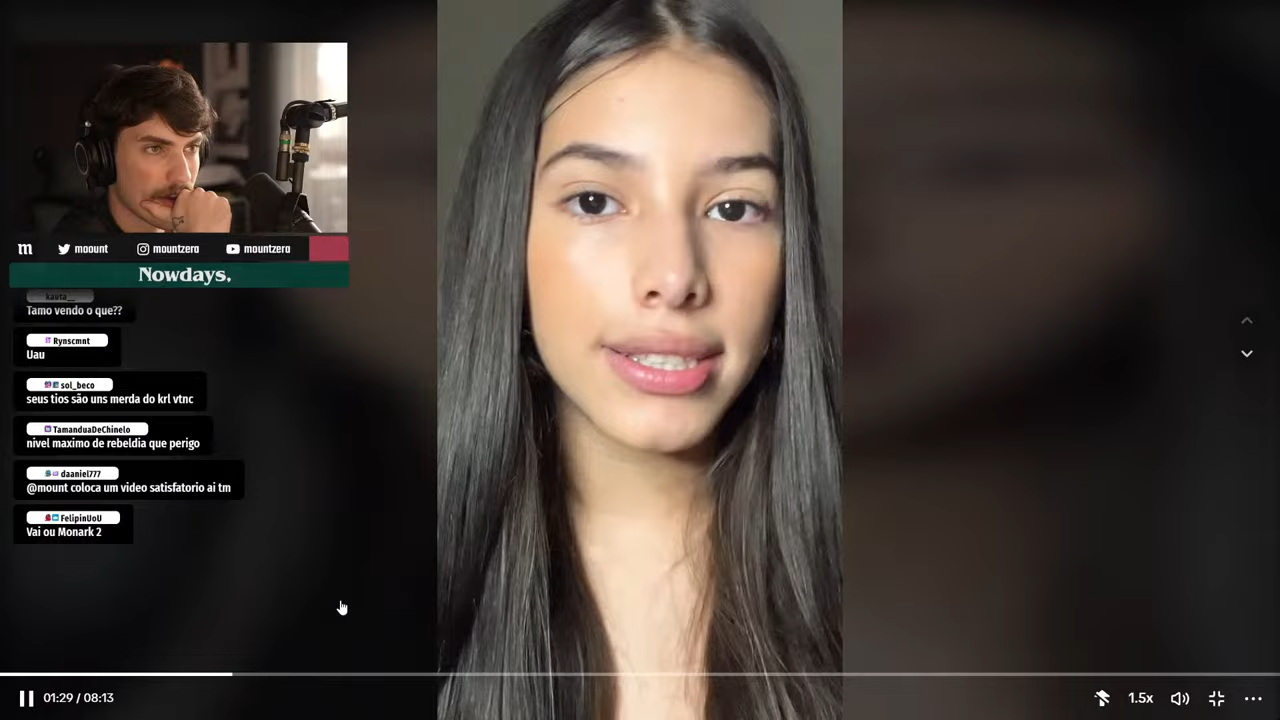 m moount mountzera mountzera
Nowdays,
kauta__
Tamo vendo o que??
Rynscmnt
Uau
sol_beco
seus tios são uns merda do krl vtnc
TamanduaDeChinelo
nivel maximo de rebeldia que perigo
daaniel777
@mount coloca um video satisfatorio ai tm
FelipinUoU
Vai ou Monark 2
01:29 / 08:13
1.5x